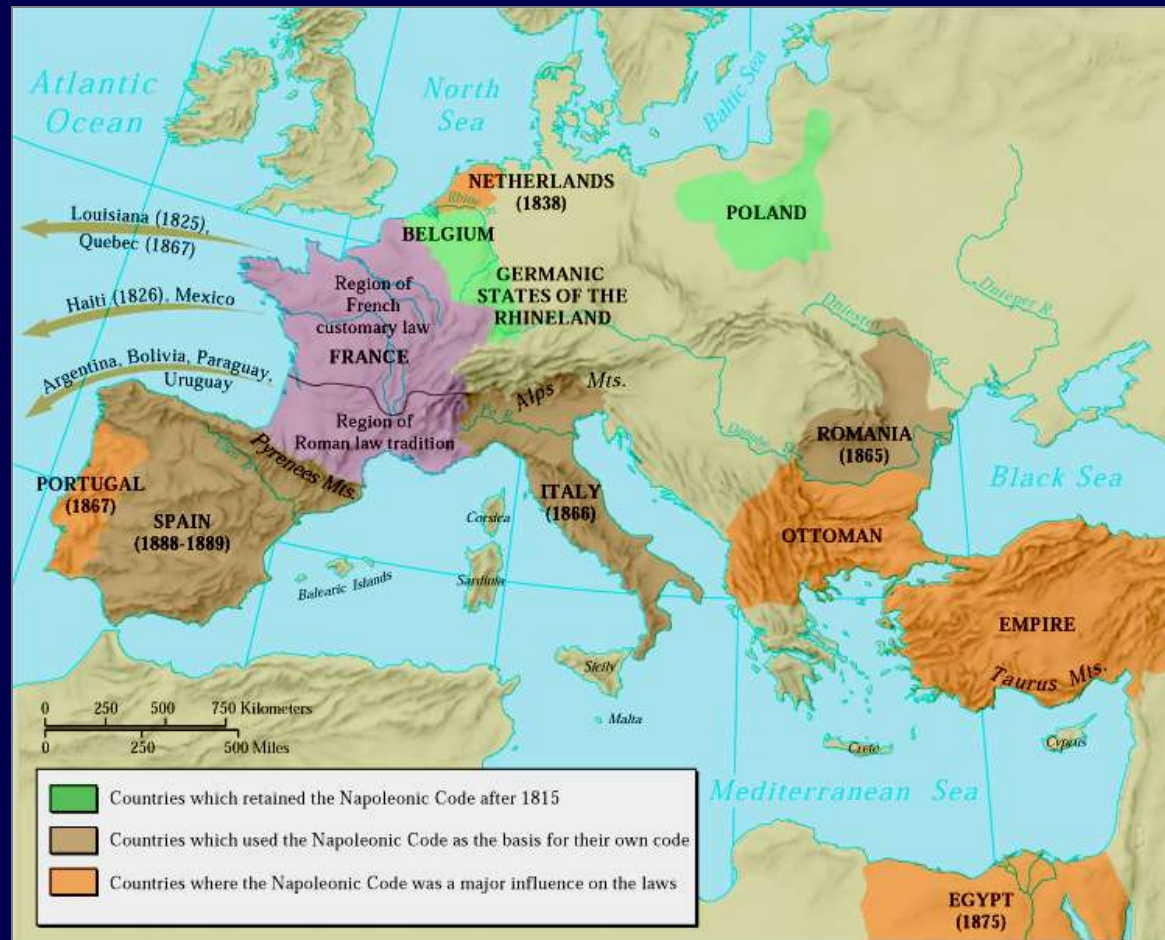 Atlantic
Ocean
North
Sea
Baltic Sea
NETHERLANDS
(1838)
Rhine
Louisiana (1825),
Quebec (1867)
BELGIUM
POLAND
GERMANIC
STATES OF THE
RHINELAND
Region of
French
customary law
Haiti (1826), Mexico
FRANCE
Dniester R.
Dnieper R.
Argentina, Bolivia, Paraguay,
Uruguay
Alps Mts.
Po R.
Region of
Roman law tradition
Danube R.
ROMANIA
(1865)
Black Sea
Pyrenees Mts.
PORTUGAL
(1867)
SPAIN
(1888-1889)
ITALY
(1866)
Corsica
OTTOMAN
Balearic Islands
Sardinia
EMPIRE
Taurus Mts.
Sicily
Malta
Crete
Cyprus
0 250 500 750 Kilometers
0 250 500 Miles
Mediterranean Sea
Countries which retained the Napoleonic Code after 1815
Countries which used the Napoleonic Code as the basis for their own code
Countries where the Napoleonic Code was a major influence on the laws
EGYPT
(1875)